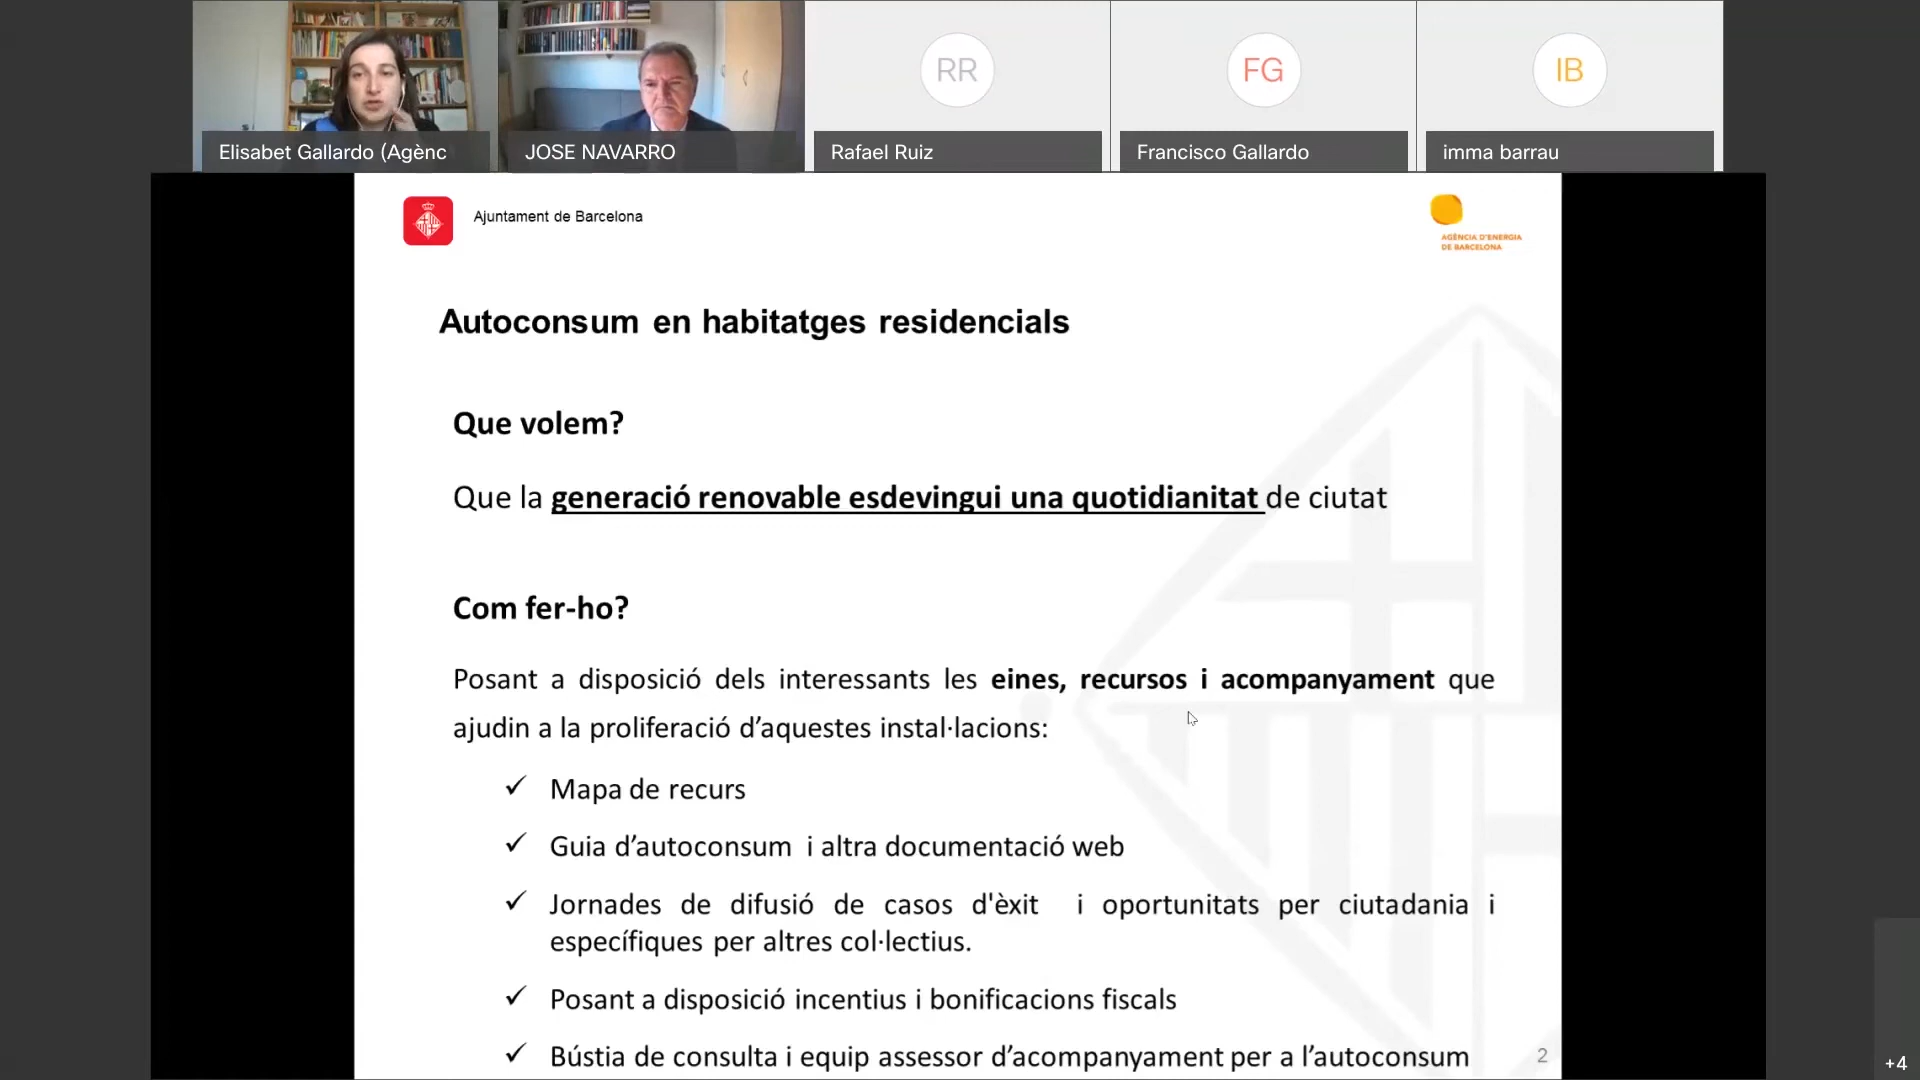 RR
FG
IB
Elisabet Gallardo (Agènc
JOSE NAVARRO
Rafael Ruiz
Francisco Gallardo
imma barrau
Ajuntament de Barcelona
AGÈNCIA D'ENERGIA
DE BARCELONA
Autoconsum en habitatges residencials
Que volem?
Que la generació renovable esdevingui una quotidianitat de ciutat
Com fer-ho?
Posant a disposició dels interessants les eines, recursos i acompanyament que
ajudin a la proliferació d’aquestes instal·lacions:
✓ Mapa de recurs
✓ Guia d’autoconsum i altra documentació web
✓ Jornades de difusió de casos d'èxit i oportunitats per ciutadania i
específiques per altres col·lectius.
✓ Posant a disposició incentius i bonificacions fiscals
✓ Bústia de consulta i equip assessor d’acompanyament per a l’autoconsum
2
+4